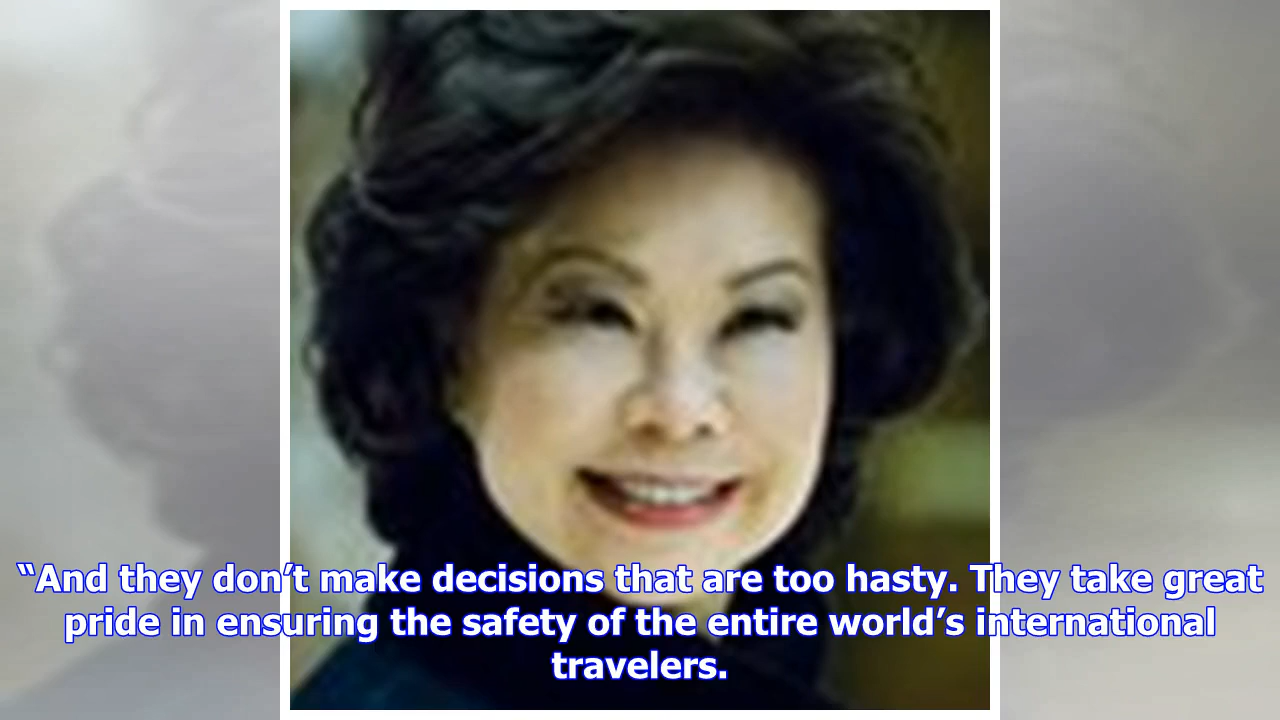 “And they don’t make decisions that are too hasty. They take great
pride in ensuring the safety of the entire world’s international
travelers.